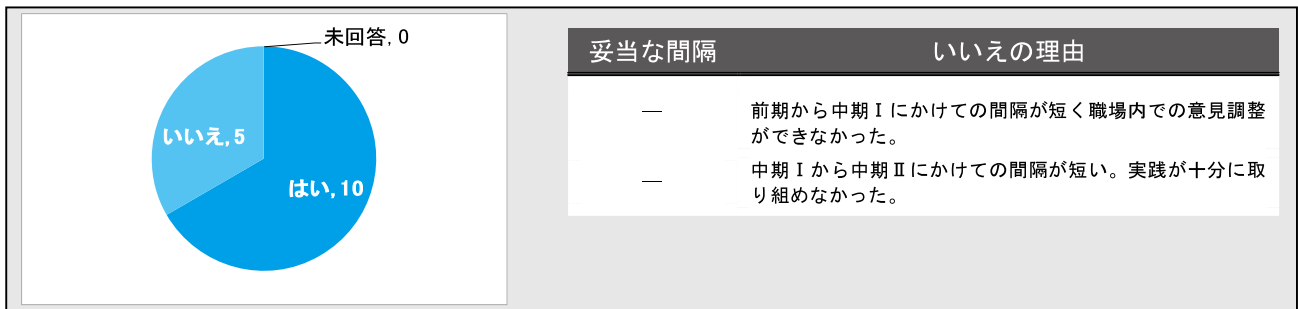 未回答, 0
いいえ, 5
はい, 10
妥当な間隔 いいえの理由
― 前期から中期Ⅰにかけての間隔が短く職場内での意見調整
ができなかった。
― 中期Ⅰから中期Ⅱにかけての間隔が短い。実践が十分に取
り組めなかった。